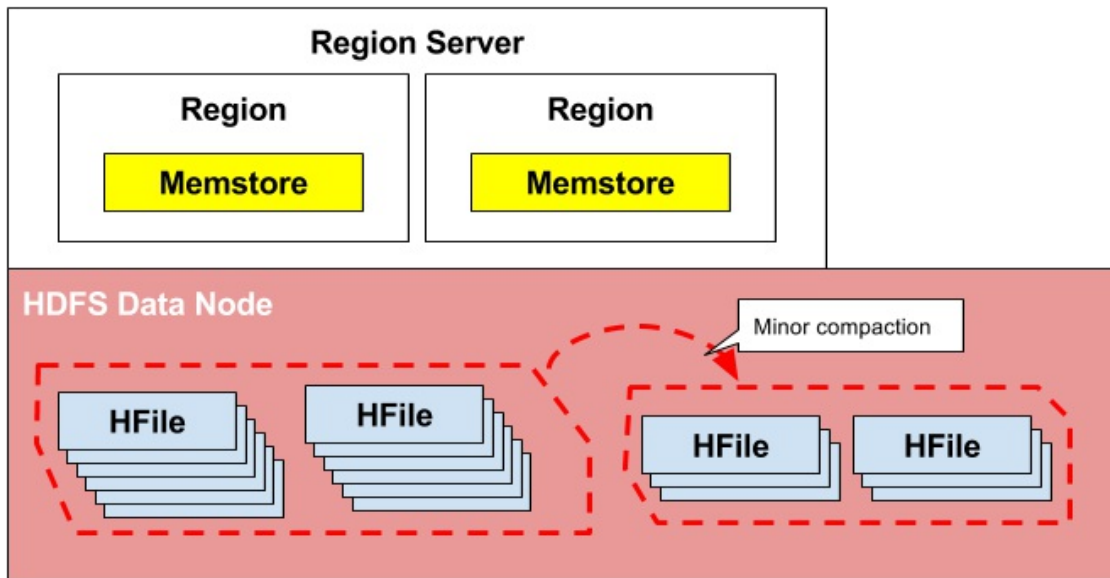 Region Server
Region
Region
Memstore
Memstore
HDFS Data Node
Minor compaction
HFile
HFile
HFile
HFile